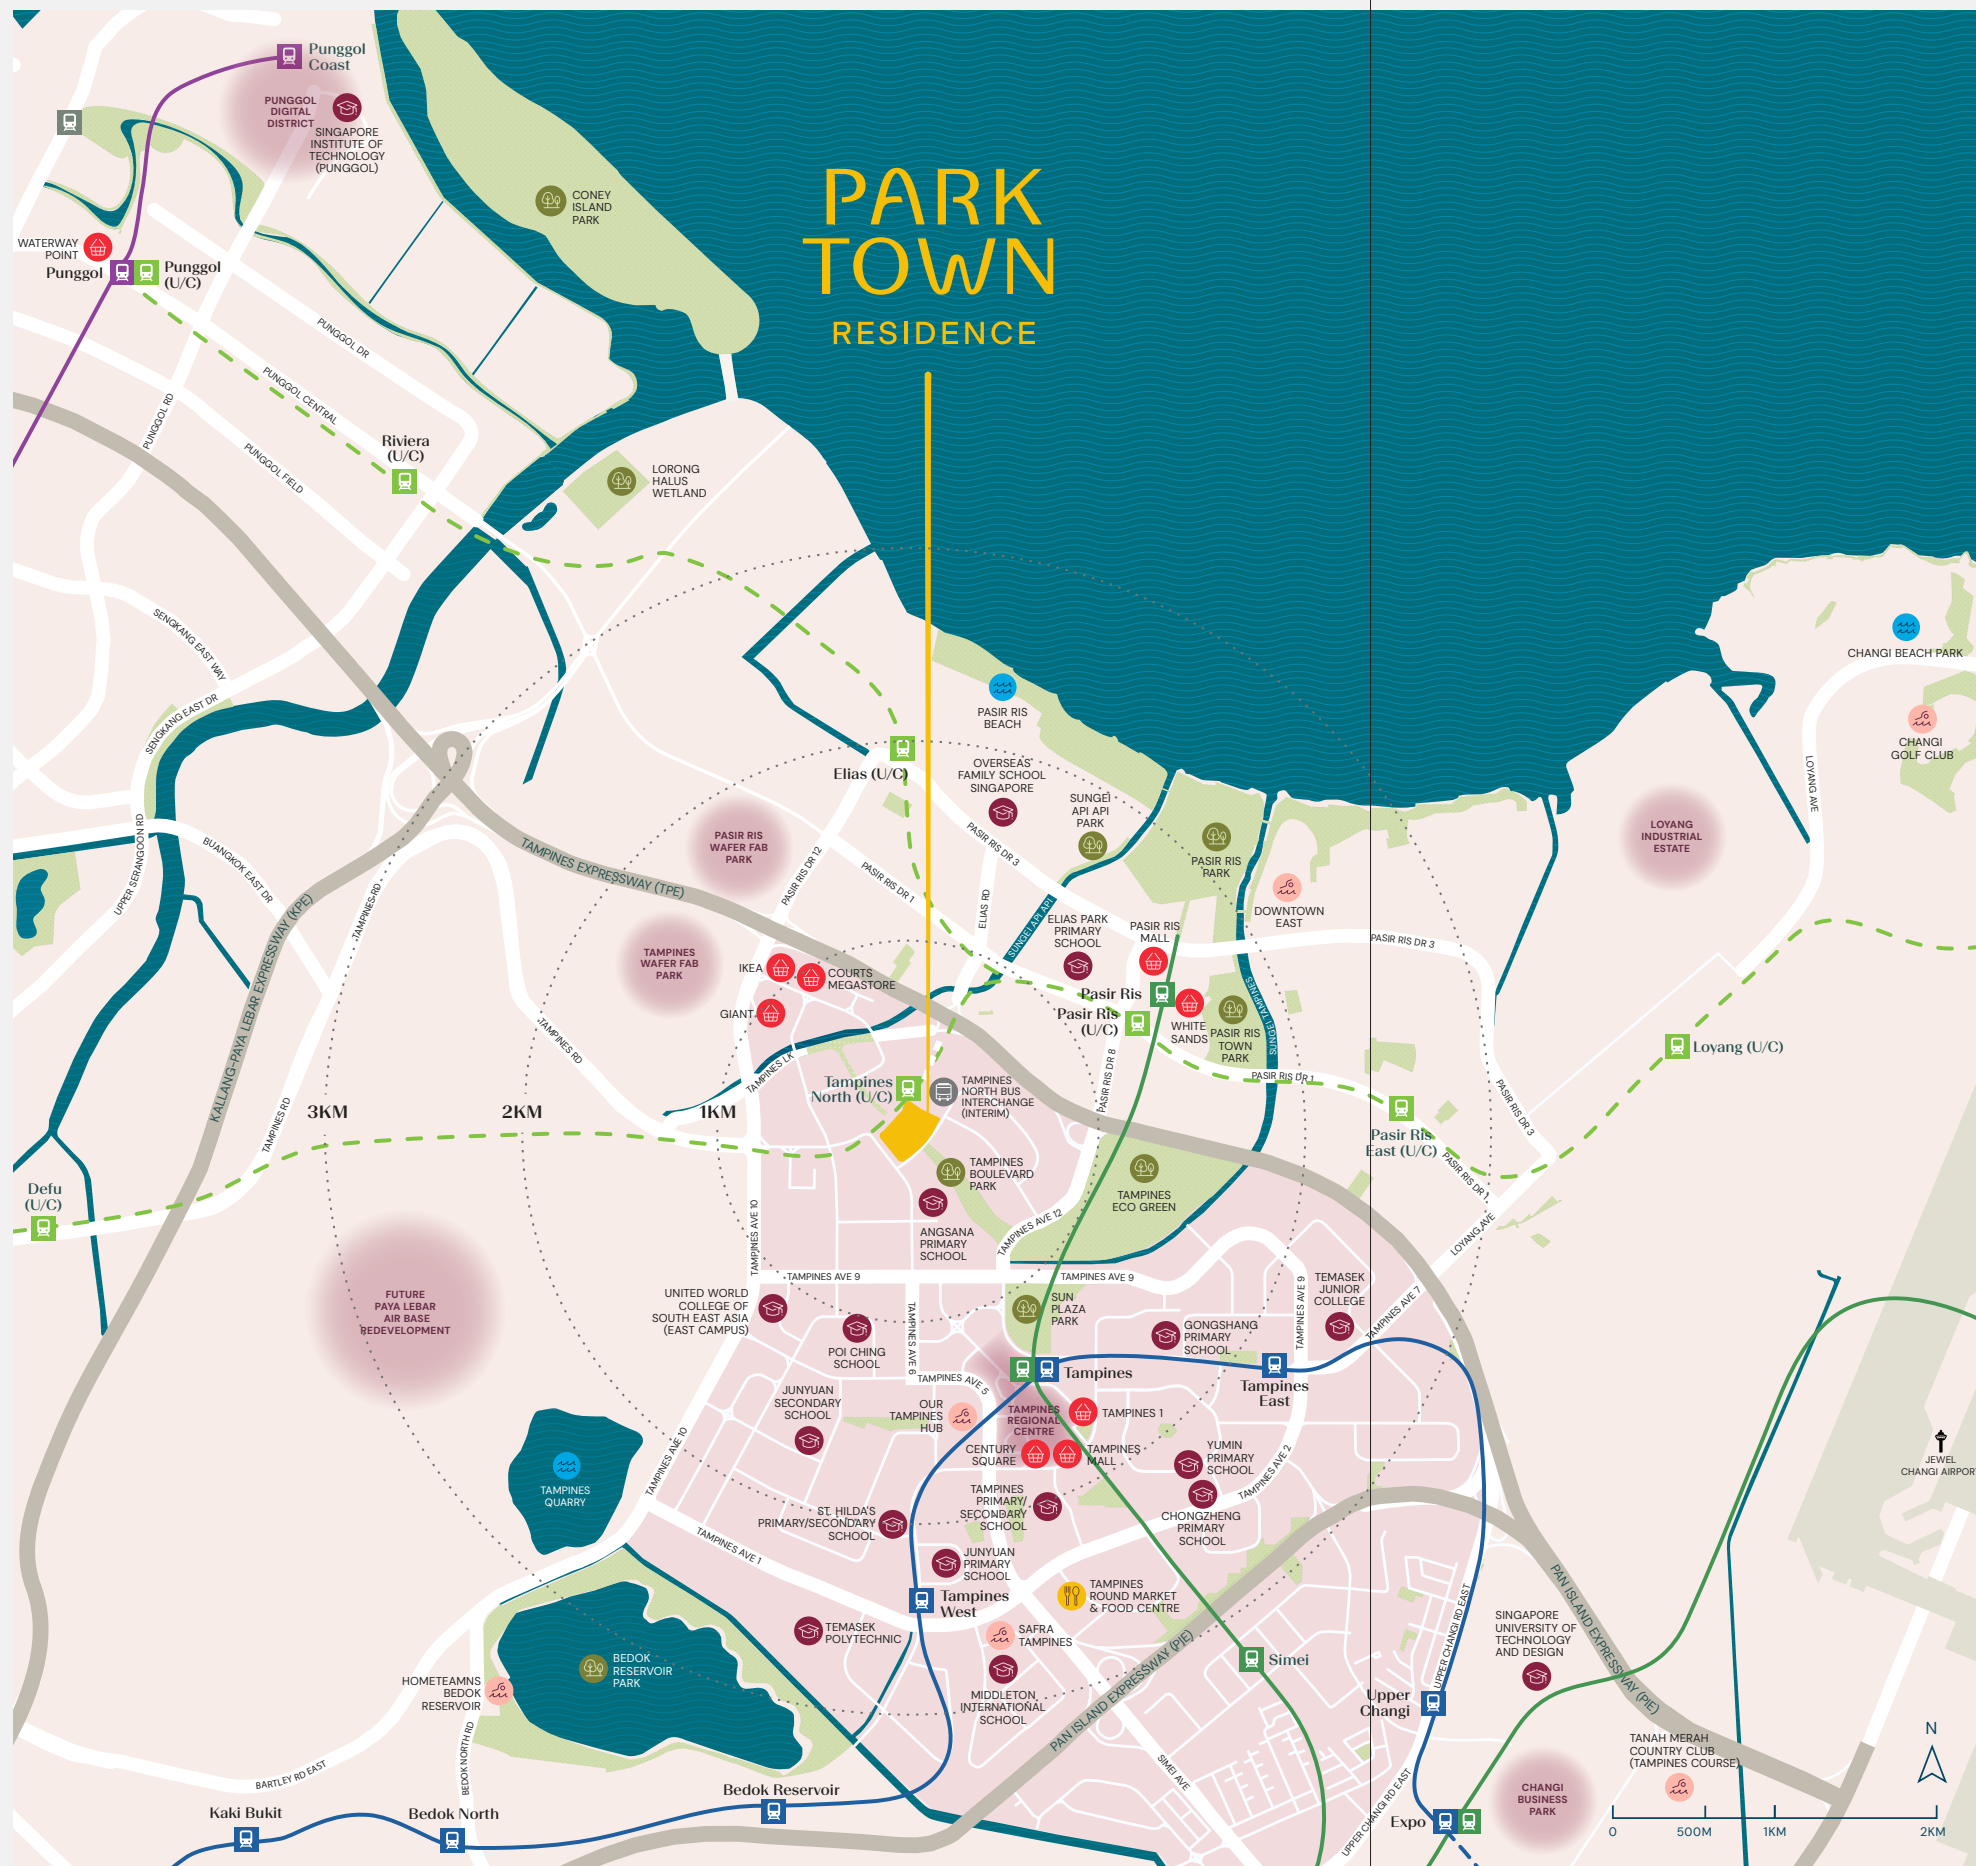 Punggol
Coast
PUNGGOL
DIGITAL
DISTRICT
SINGAPORE
INSTITUTE OF
TECHNOLOGY
(PUNGGOL)
CONEY
ISLAND
PARK
PARK
TOWN
RESIDENCE
WATERWAY
POINT
Punggol
Punggol
(U/C)
PUNGGOL DR
PUNGGOL CENTRAL
PUNGGOL RD
PUNGGOL FIELD
Riviera
(U/C)
LORONG
HALUS
WETLAND
SENGKANG EAST WAY
SENGKANG EAST DR
CHANGI BEACH PARK
CHANGI
GOLF CLUB
LOYANG AVE
PASIR RIS
BEACH
Elias (U/C)
OVERSEAS
FAMILY SCHOOL
SINGAPORE
SUNGEI
API API
PARK
PASIR RIS
PARK
LOYANG
INDUSTRIAL
ESTATE
PASIR RIS
WAFER FAB
PARK
TAMPINES EXPRESSWAY (TPE)
PASIR RIS DR 12
PASIR RIS DR 3
PASIR RIS DR 1
UPPER SERANGOON RD
BUANGKOK EAST DR
TAMPINES RD
KALLANG-PAYA LEBAR EXPRESSWAY (KPE)
ELIAS RD
SUNGEI API API
ELIAS PARK
PRIMARY
SCHOOL
PASIR RIS
MALL
DOWNTOWN
EAST
PASIR RIS DR 3
TAMPINES
WAFER FAB
PARK
IKEA
COURTS
MEGASTORE
GIANT
Pasir Ris
Pasir Ris
(U/C)
WHITE
SANDS
PASIR RIS
TOWN
PARK
SUNGEI TAMPINES
TAMPINES RD
TAMPINES LK
PASIR RIS DR 8
PASIR RIS DR 1
Loyang (U/C)
Tampines
North (U/C)
TAMPINES
NORTH BUS
INTERCHANGE
(INTERIM)
3KM
2KM
1KM
TAMPINES RD
PASIR RIS DR 3
Pasir Ris
East (U/C)
PASIR RIS DR 1
TAMPINES
BOULEVARD
PARK
TAMPINES
ECO GREEN
Defu
(U/C)
ANGSANA
PRIMARY
SCHOOL
TAMPINES AVE 10
TAMPINES AVE 12
LOYANG AVE
TAMPINES AVE 9
TAMPINES AVE 9
TAMPINES AVE 9
TEMASEK
JUNIOR
COLLEGE
TAMPINES AVE 7
FUTURE
PAYA LEBAR
AIR BASE
REDEVELOPMENT
UNITED WORLD
COLLEGE OF
SOUTH EAST ASIA
(EAST CAMPUS)
POI CHING
SCHOOL
TAMPINES AVE 6
SUN
PLAZA
PARK
GONGSHANG
PRIMARY
SCHOOL
Tampines
Tampines
East
TAMPINES AVE 5
JUNYUAN
SECONDARY
SCHOOL
OUR
TAMPINES
HUB
TAMPINES
REGIONAL
CENTRE
TAMPINES 1
CENTURY
SQUARE
TAMPINES
MALL
YUMIN
PRIMARY
SCHOOL
TAMPINES AVE 2
JEWEL
CHANGI AIRPORT
TAMPINES
QUARRY
TAMPINES AVE 10
TAMPINES
PRIMARY/
SECONDARY
SCHOOL
ST. HILDA'S
PRIMARY/SECONDARY
SCHOOL
CHONGZHENG
PRIMARY
SCHOOL
TAMPINES AVE 1
JUNYUAN
PRIMARY
SCHOOL
Tampines
West
TAMPINES
ROUND MARKET
& FOOD CENTRE
PAN ISLAND EXPRESSWAY (PIE)
UPPER CHANGI RD EAST
SINGAPORE
UNIVERSITY OF
TECHNOLOGY
AND DESIGN
TEMASEK
POLYTECHNIC
SAFRA
TAMPINES
BEDOK
RESERVOIR
PARK
Simei
HOMETEAMNS
BEDOK
RESERVOIR
MIDDLETON
INTERNATIONAL
SCHOOL
PAN ISLAND EXPRESSWAY (PIE)
Upper
Changi
BEDOK NORTH RD
TANAH MERAH
COUNTRY CLUB
(TAMPINES COURSE)
N
BARTLEY RD EAST
SIMEI AVE
Bedok Reservoir
CHANGI
BUSINESS
PARK
UPPER CHANGI RD EAST
Kaki Bukit
Bedok North
Expo
0
500M
1KM
2KM